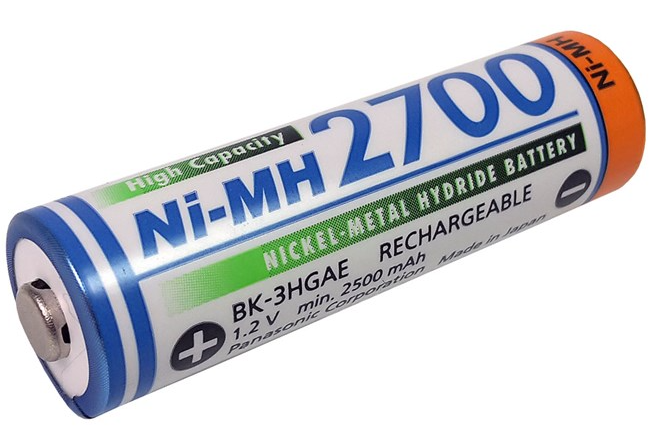 High Capacity
Ni-MH 2700
Ni-MH
NICKEL-METAL HYDRIDE BATTERY
BK-3HGAE RECHARGEABLE
1.2 V min. 2500 mAh Made in Japan
Panasonic Corporation
+
−